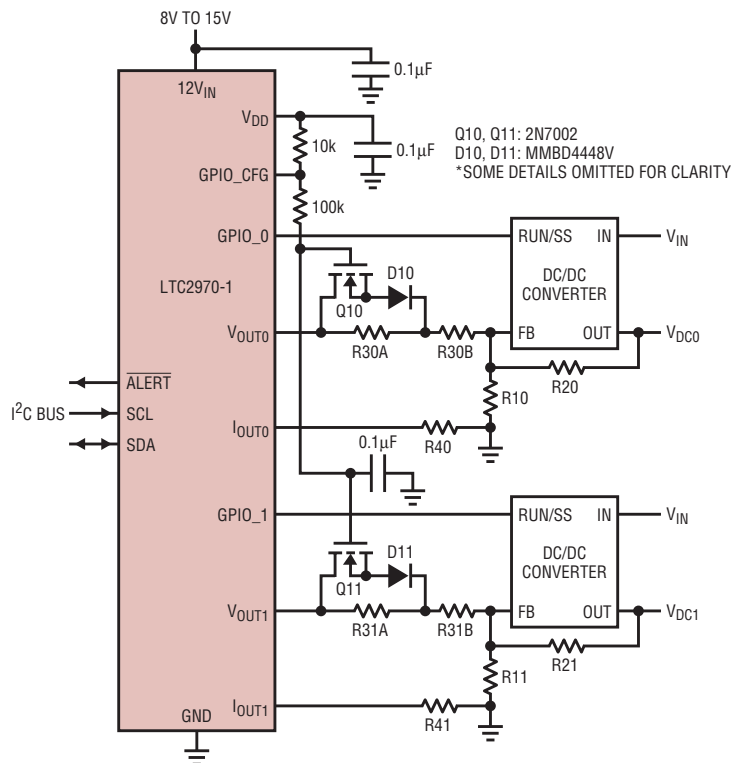 8V TO 15V
0.1µF
12VIN
VDD
10k
0.1µF
Q10, Q11: 2N7002
D10, D11: MMBD4448V
*SOME DETAILS OMITTED FOR CLARITY
GPIO_CFG
100k
GPIO_0
RUN/SS IN
VIN
LTC2970-1
D10
DC/DC
CONVERTER
Q10
VOUT0
R30A
R30B
FB OUT
VDC0
R20
R10
ALERT
I2C BUS
SCL
SDA
IOUT0
R40
0.1µF
GPIO_1
RUN/SS IN
VIN
D11
DC/DC
CONVERTER
Q11
VOUT1
R31A
R31B
FB OUT
VDC1
R21
R11
GND
IOUT1
R41